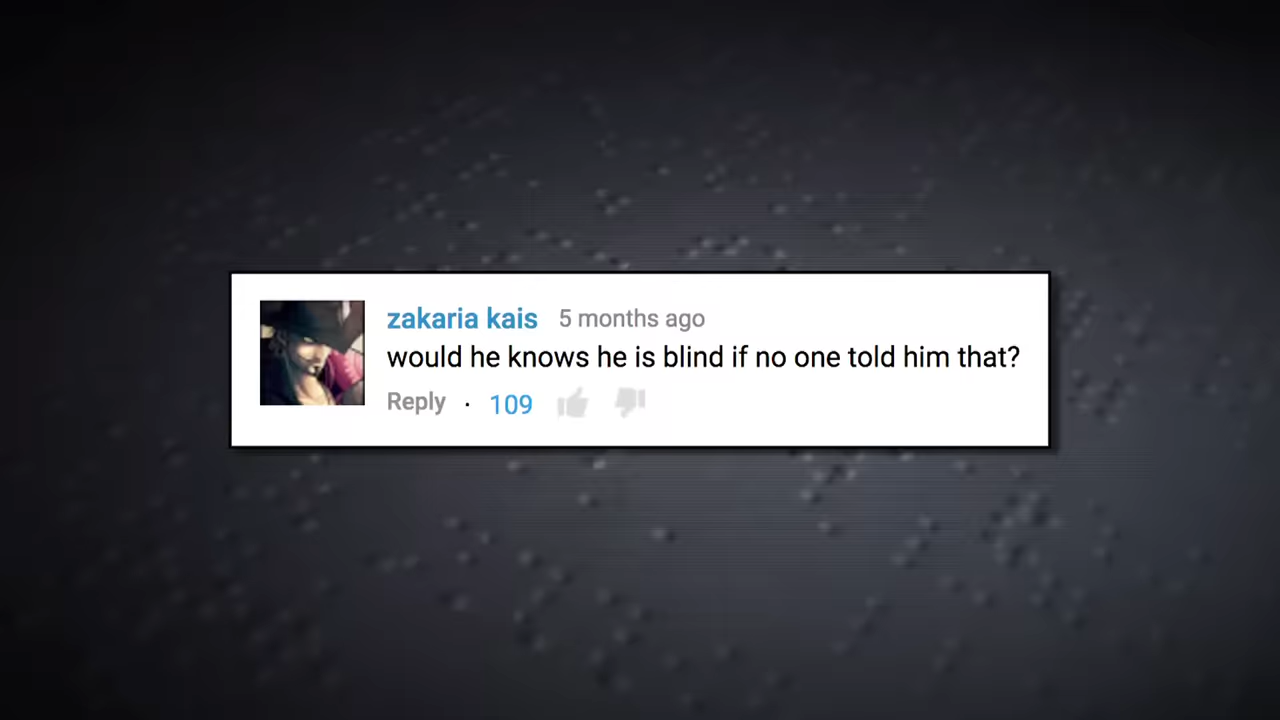 zakaria kais 5 months ago
would he knows he is blind if no one told him that?
Reply · 109